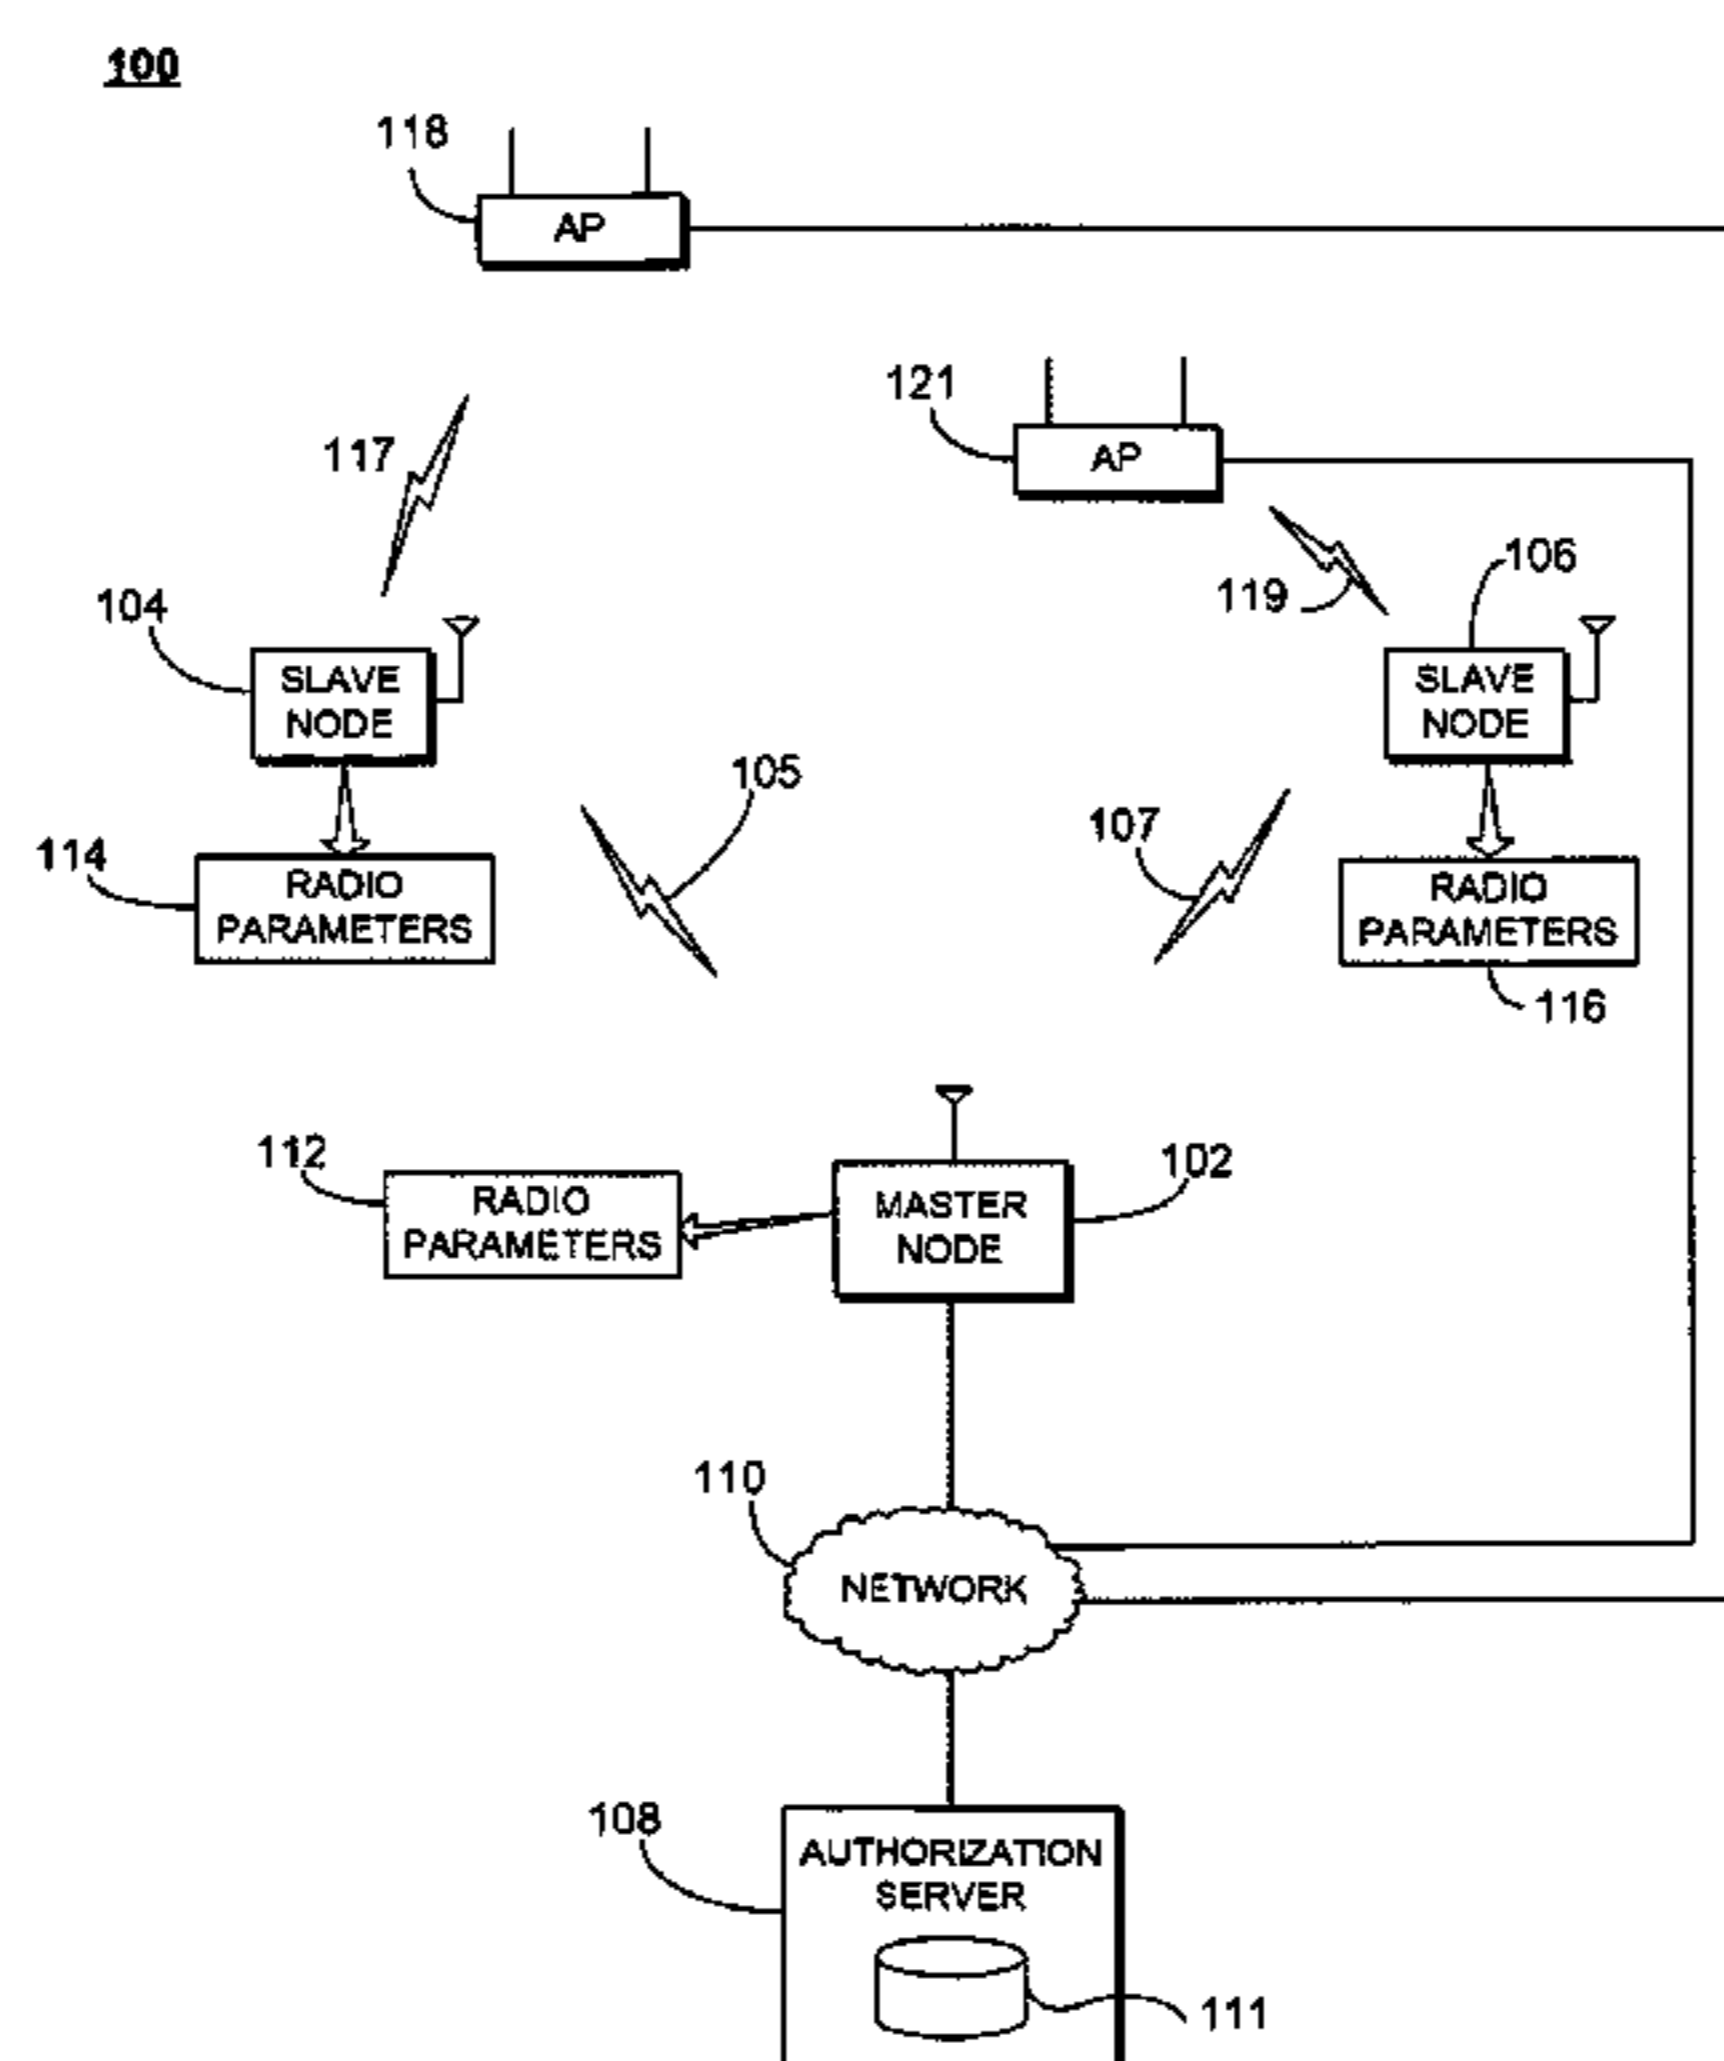 100
118
AP
121
AP
117
119
106
104
SLAVE
NODE
SLAVE
NODE
105
107
114
RADIO
PARAMETERS
RADIO
PARAMETERS
116
112
RADIO
PARAMETERS
MASTER
NODE
102
110
NETWORK
108
AUTHORIZATION
SERVER
111